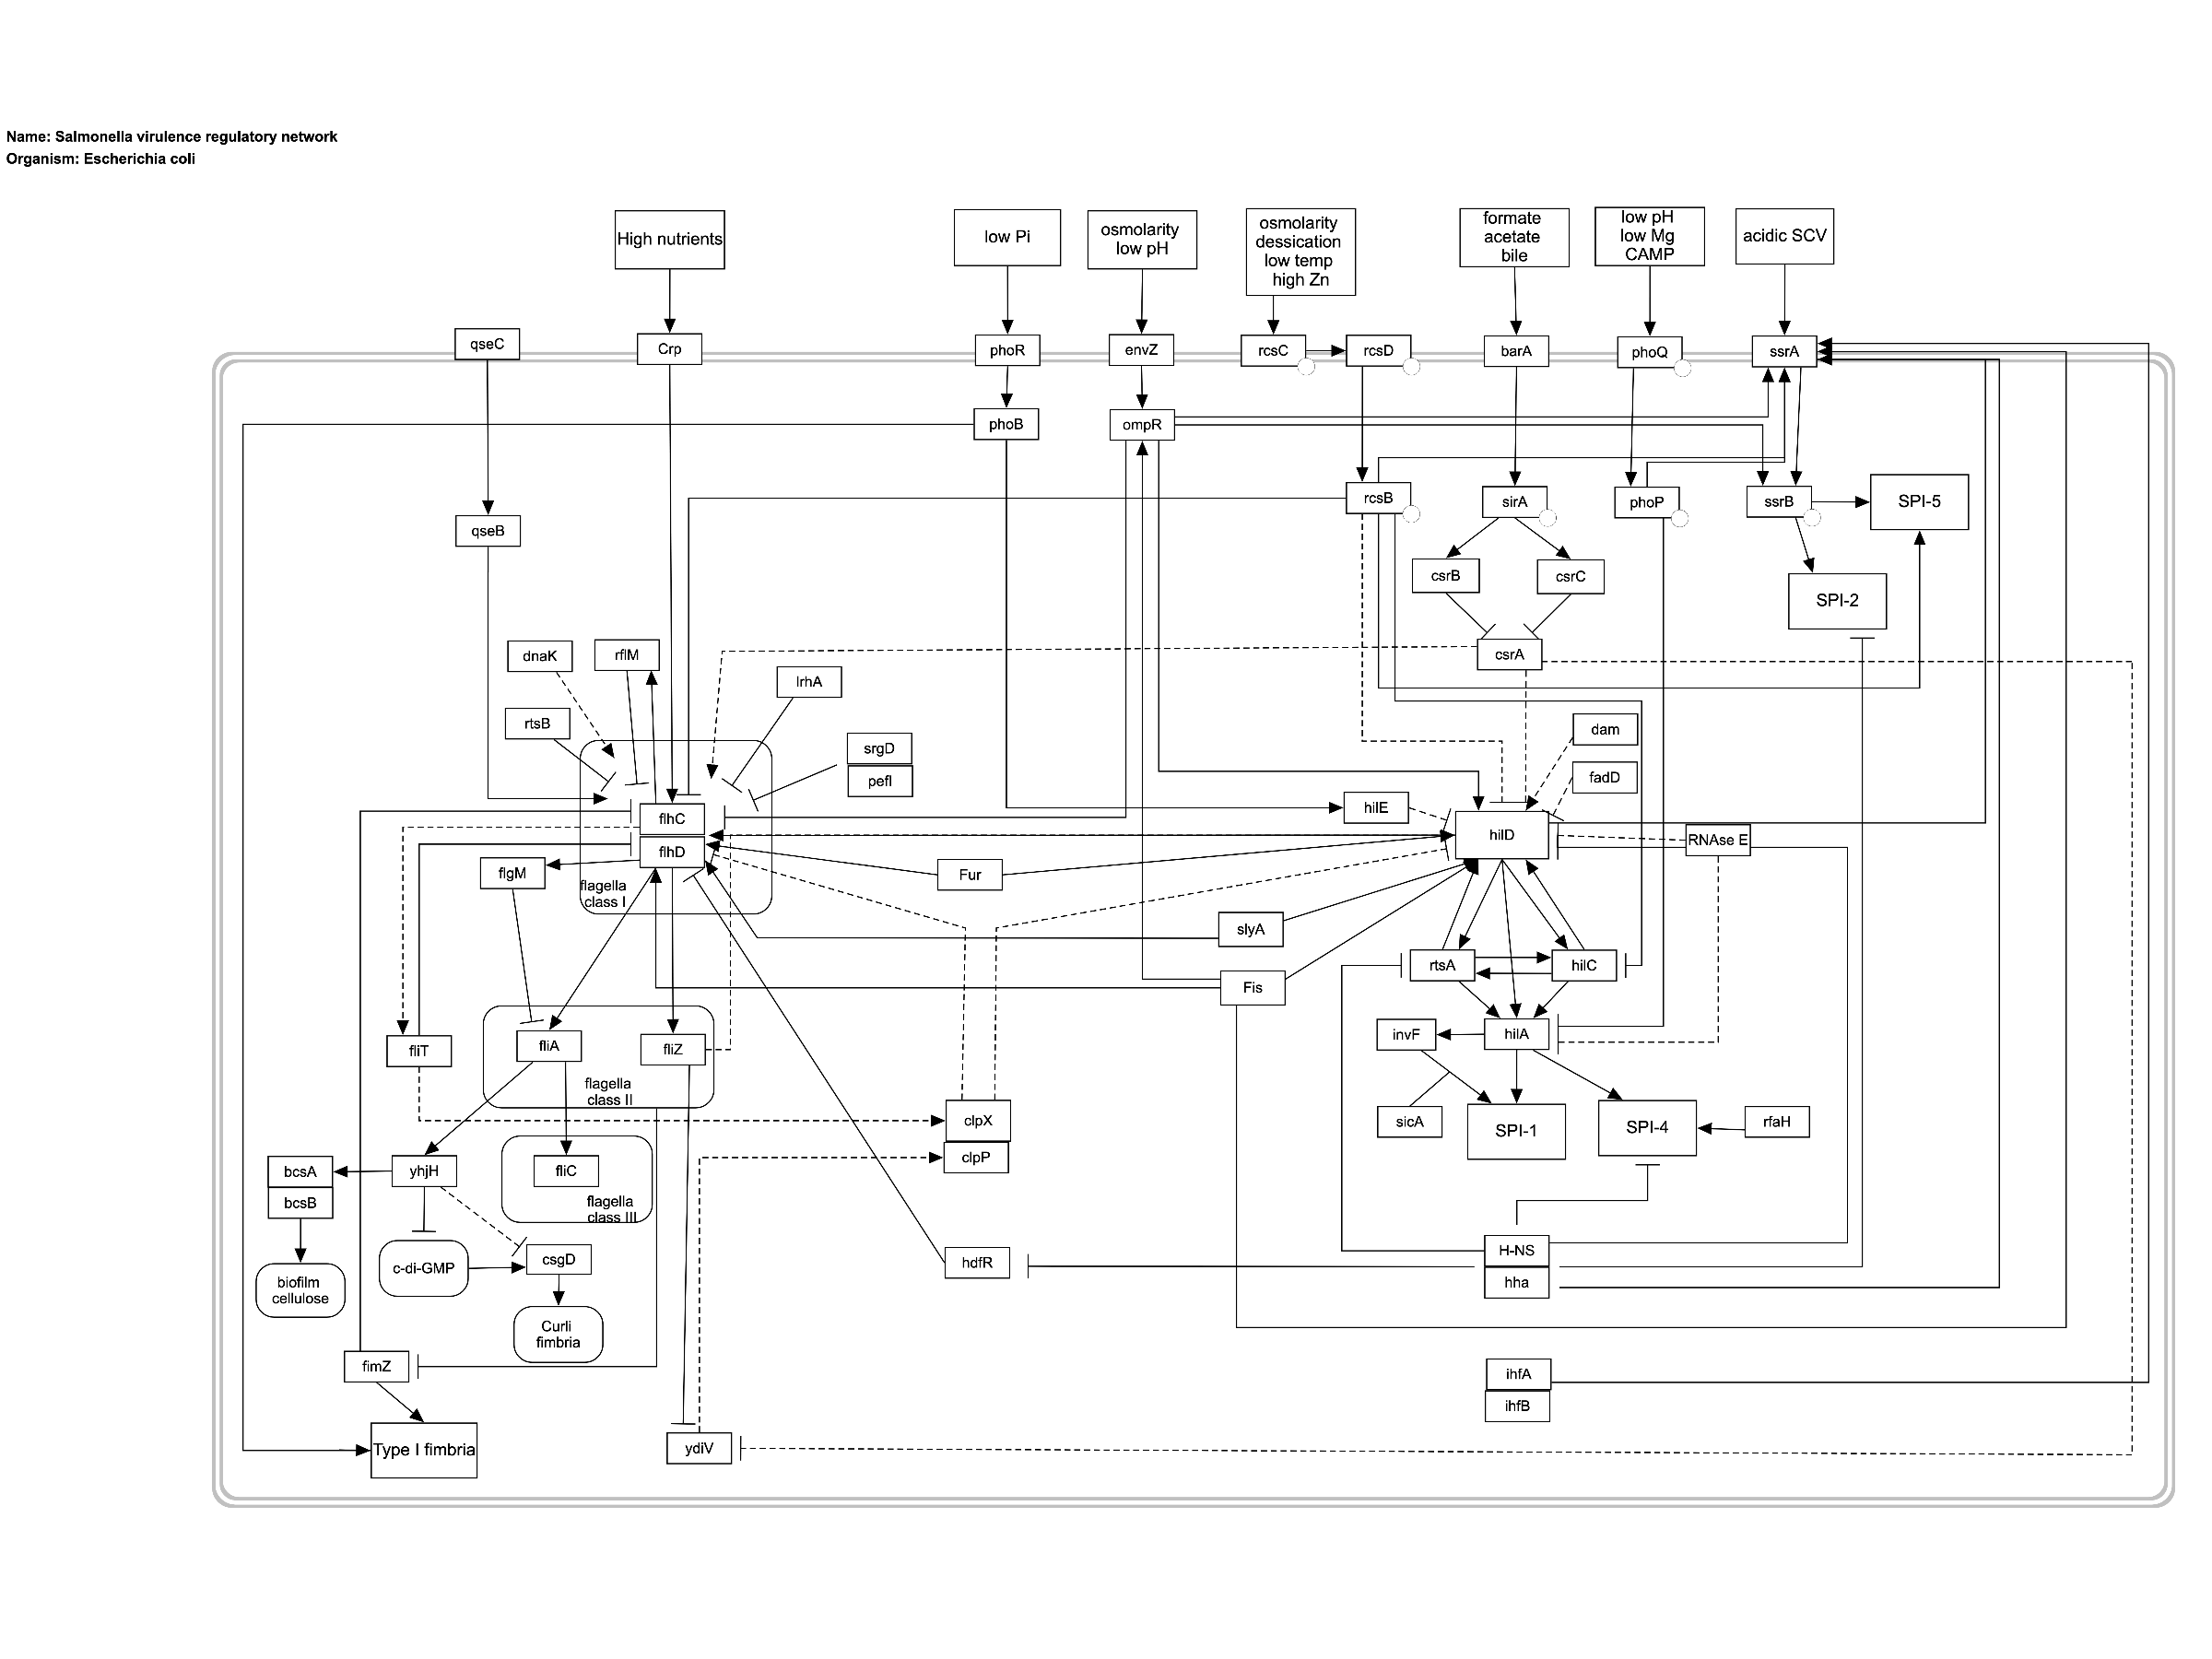 Name: Salmonella virulence regulatory network
Organism: Escherichia coli
High nutrients
low Pi
osmolarity
low pH
osmolarity
dessication
low temp
high Zn
formate
acetate
bile
low pH
low Mg
CAMP
acidic SCV
qseC
Crp
phoR
envZ
rcsC
rcsD
barA
phoQ
ssrA
phoB
ompR
rcsB
sirA
phoP
ssrB
SPI-5
qseB
csrB
csrC
SPI-2
dnaK
rflM
csrA
lrhA
rtsB
srgD
pefI
dam
fadD
hilE
flhC
flhD
hilD
RNAse E
flgM
flagella
class I
Fur
slyA
rtsA
hilC
Fis
fliT
fliA
fliZ
invF
hilA
flagella
class II
clpX
clpP
sicA
SPI-1
SPI-4
rfaH
bcsA
bcsB
yhjH
fliC
flagella
class III
c-di-GMP
csgD
hdfR
H-NS
hha
biofilm
cellulose
Curli
fimbria
fimZ
ihfA
ihfB
Type I fimbria
ydiV